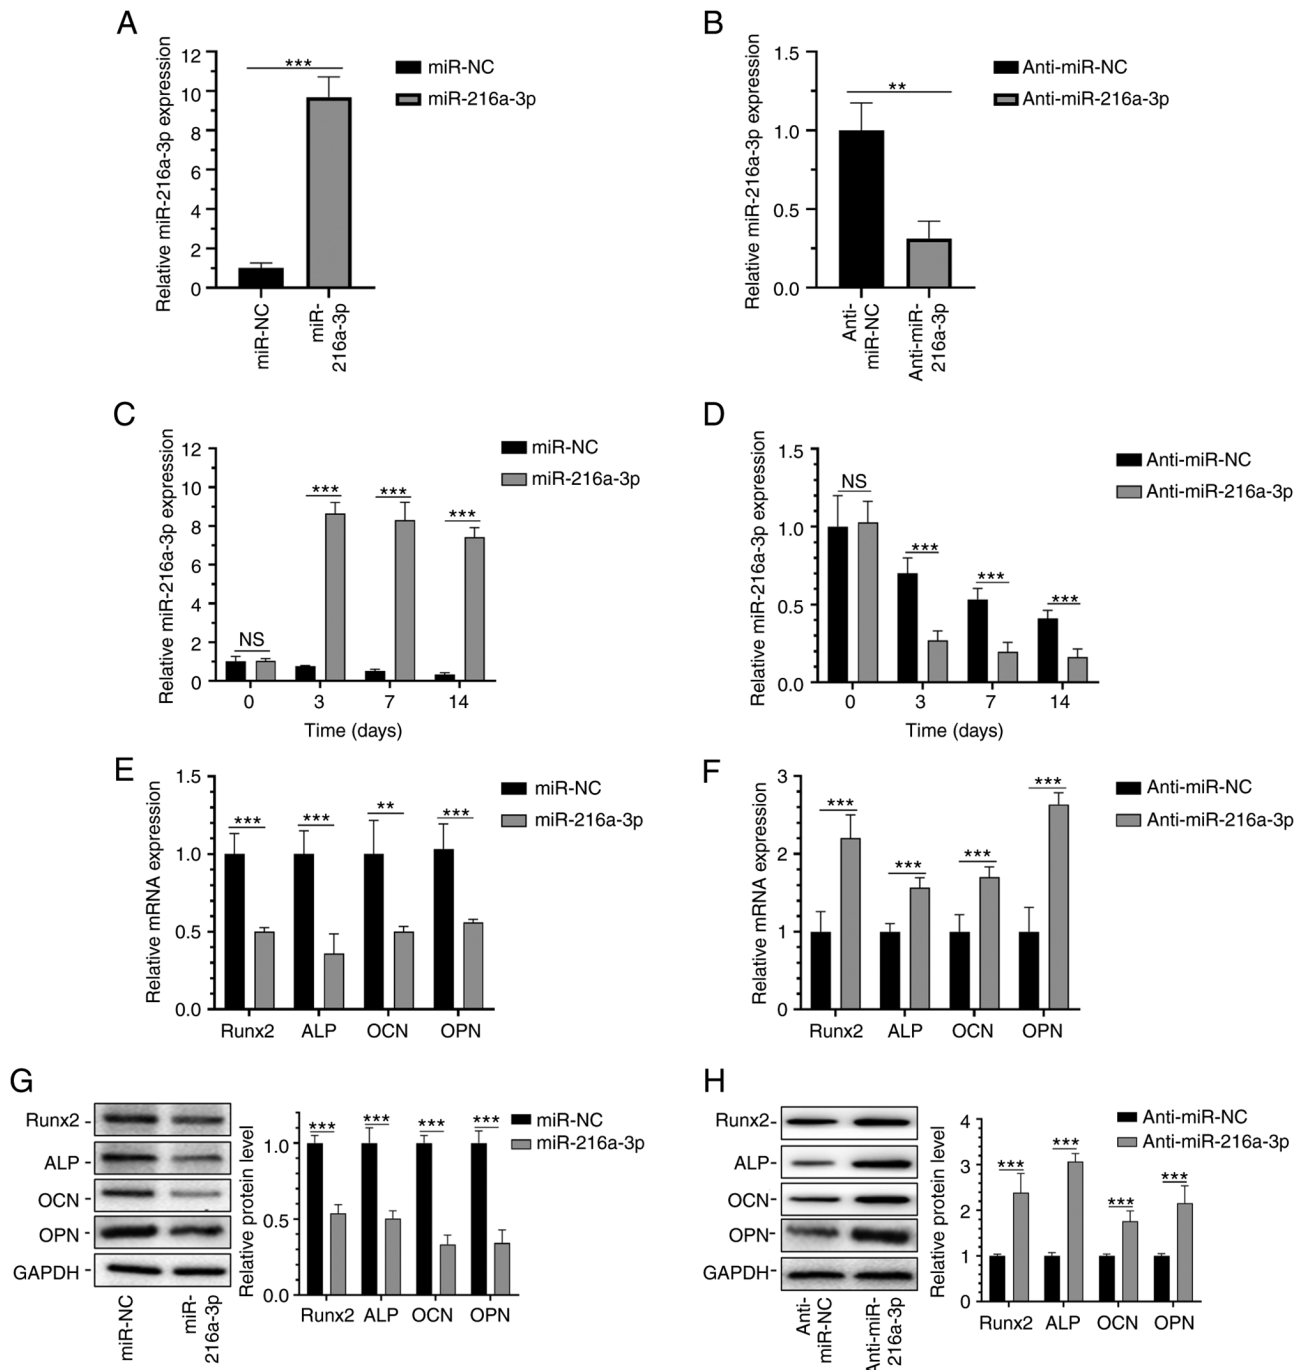 A
Relative miR-216a-3p expression
12
10
8
6
4
2
0
***
miR-NC
miR-216a-3p
miR-NC
miR-
216a-3p
B
Relative miR-216a-3p expression
1.5
1.0
0.5
0.0
**
Anti-miR-NC
Anti-miR-216a-3p
Anti-
miR-NC
Anti-miR-
216a-3p
C
Relative miR-216a-3p expression
12
10
8
6
4
2
0
NS
***
***
***
miR-NC
miR-216a-3p
0 3 7 14
Time (days)
D
Relative miR-216a-3p expression
1.5
1.0
0.5
0.0
NS
***
***
***
Anti-miR-NC
Anti-miR-216a-3p
0 3 7 14
Time (days)
E
Relative mRNA expression
1.5
1.0
0.5
0.0
***
***
**
***
miR-NC
miR-216a-3p
Runx2 ALP OCN OPN
F
Relative mRNA expression
3
2
1
0
***
***
***
***
Anti-miR-NC
Anti-miR-216a-3p
Runx2 ALP OCN OPN
G
Runx2
ALP
OCN
OPN
GAPDH
miR-NC
miR-
216a-3p
Relative protein level
1.0
0.5
0.0
***
***
***
***
miR-NC
miR-216a-3p
Runx2 ALP OCN OPN
H
Runx2
ALP
OCN
OPN
GAPDH
Anti-
miR-NC
Anti-miR-
216a-3p
Relative protein level
4
3
2
1
0
***
***
***
***
Anti-miR-NC
Anti-miR-216a-3p
Runx2 ALP OCN OPN